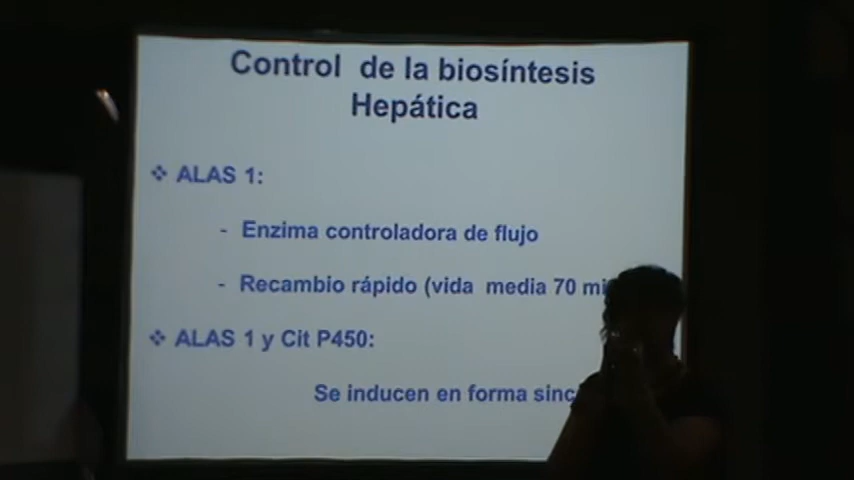 Control de la biosíntesis
Hepática
❖ ALAS 1:
- Enzima controladora de flujo
- Recambio rápido (vida media 70
❖ ALAS 1 y Cit P450:
Se inducen en forma